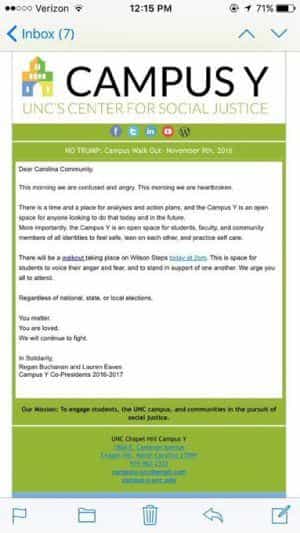 Verizon 12:15 PM 71%
Inbox (7)
CAMPUS Y
UNC'S CENTER FOR SOCIAL JUSTICE
NO TRUMP: Campus Walk Out- November 9th, 2016
Dear Carolina Community,
This morning we are confused and angry. This morning we are heartbroken.
There is a time and a place for analyses and action plans, and the Campus Y is an open
space for anyone looking to do that today and in the future.
More importantly, the Campus Y is an open space for students, faculty, and community
members of all identities to feel safe, lean on each other, and practice self care.
There will be a walkout taking place on Wilson Steps today at 2pm. This is space for
students to voice their anger and fear, and to stand in support of one another. We urge you
all to attend.
Regardless of national, state, or local elections.
You matter.
You are loved.
We will continue to fight.
In Solidarity,
Regan Buchanan and Lauren Eaves
Campus Y Co-Presidents 2016-2017
Our Mission: To engage students, the UNC campus, and communities in the pursuit of
social justice.
UNC Chapel Hill Campus Y